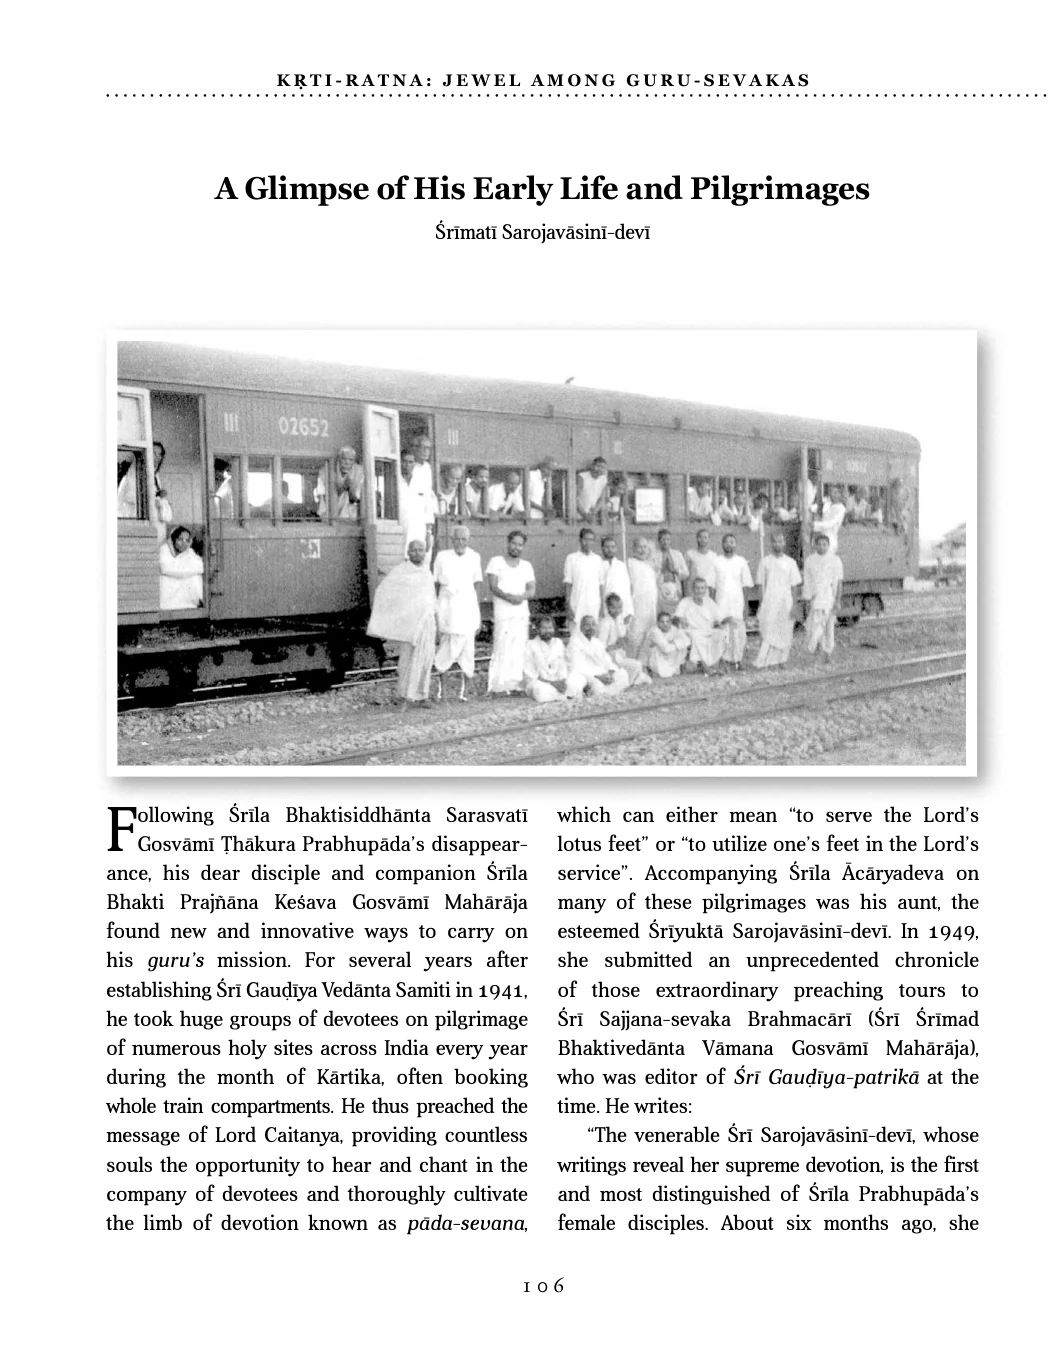 KṚTI-RATNA: JEWEL AMONG GURU-SEVAKAS
A Glimpse of His Early Life and Pilgrimages
Śrīmatī Sarojavāsinī-devī
III 02652
III
Following Śrīla Bhaktisiddhānta Sarasvatī
Gosvāmī Ṭhākura Prabhupāda’s disappear-
ance, his dear disciple and companion Śrīla
Bhakti Prajñāna Keśava Gosvāmī Mahārāja
found new and innovative ways to carry on
his guru’s mission. For several years after
establishing Śrī Gauḍīya Vedānta Samiti in 1941,
he took huge groups of devotees on pilgrimage
of numerous holy sites across India every year
during the month of Kārtika, often booking
whole train compartments. He thus preached the
message of Lord Caitanya, providing countless
souls the opportunity to hear and chant in the
company of devotees and thoroughly cultivate
the limb of devotion known as pāda-sevana,
which can either mean “to serve the Lord’s
lotus feet” or “to utilize one’s feet in the Lord’s
service”. Accompanying Śrīla Ācāryadeva on
many of these pilgrimages was his aunt, the
esteemed Śrīyuktā Sarojavāsinī-devī. In 1949,
she submitted an unprecedented chronicle
of those extraordinary preaching tours to
Śrī Sajjana-sevaka Brahmacārī (Śrī Śrīmad
Bhaktivedānta Vāmana Gosvāmī Mahārāja),
who was editor of Śrī Gauḍīya-patrikā at the
time. He writes:
“The venerable Śrī Sarojavāsinī-devī, whose
writings reveal her supreme devotion, is the first
and most distinguished of Śrīla Prabhupāda’s
female disciples. About six months ago, she
106